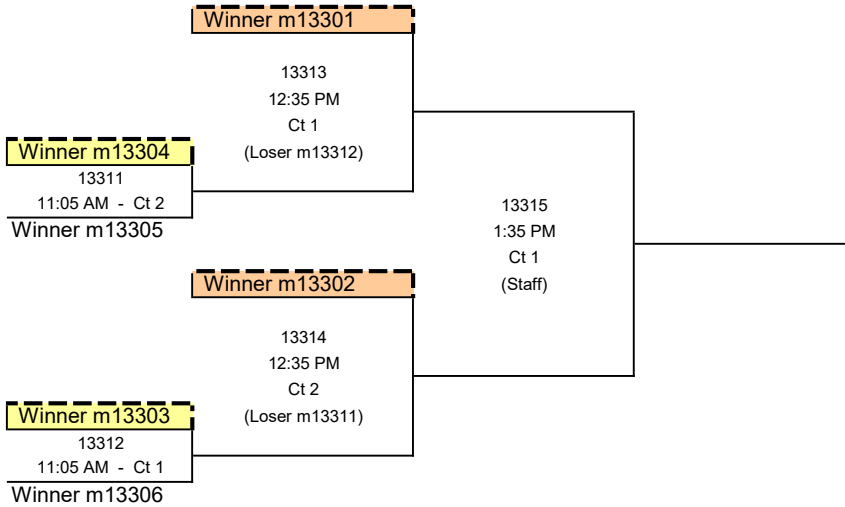 Winner m13301
13313
12:35 PM
Ct 1
(Loser m13312)
Winner m13304
13311
11:05 AM - Ct 2
Winner m13305
13315
1:35 PM
Ct 1
(Staff)
Winner m13302
13314
12:35 PM
Ct 2
(Loser m13311)
Winner m13303
13312
11:05 AM - Ct 1
Winner m13306